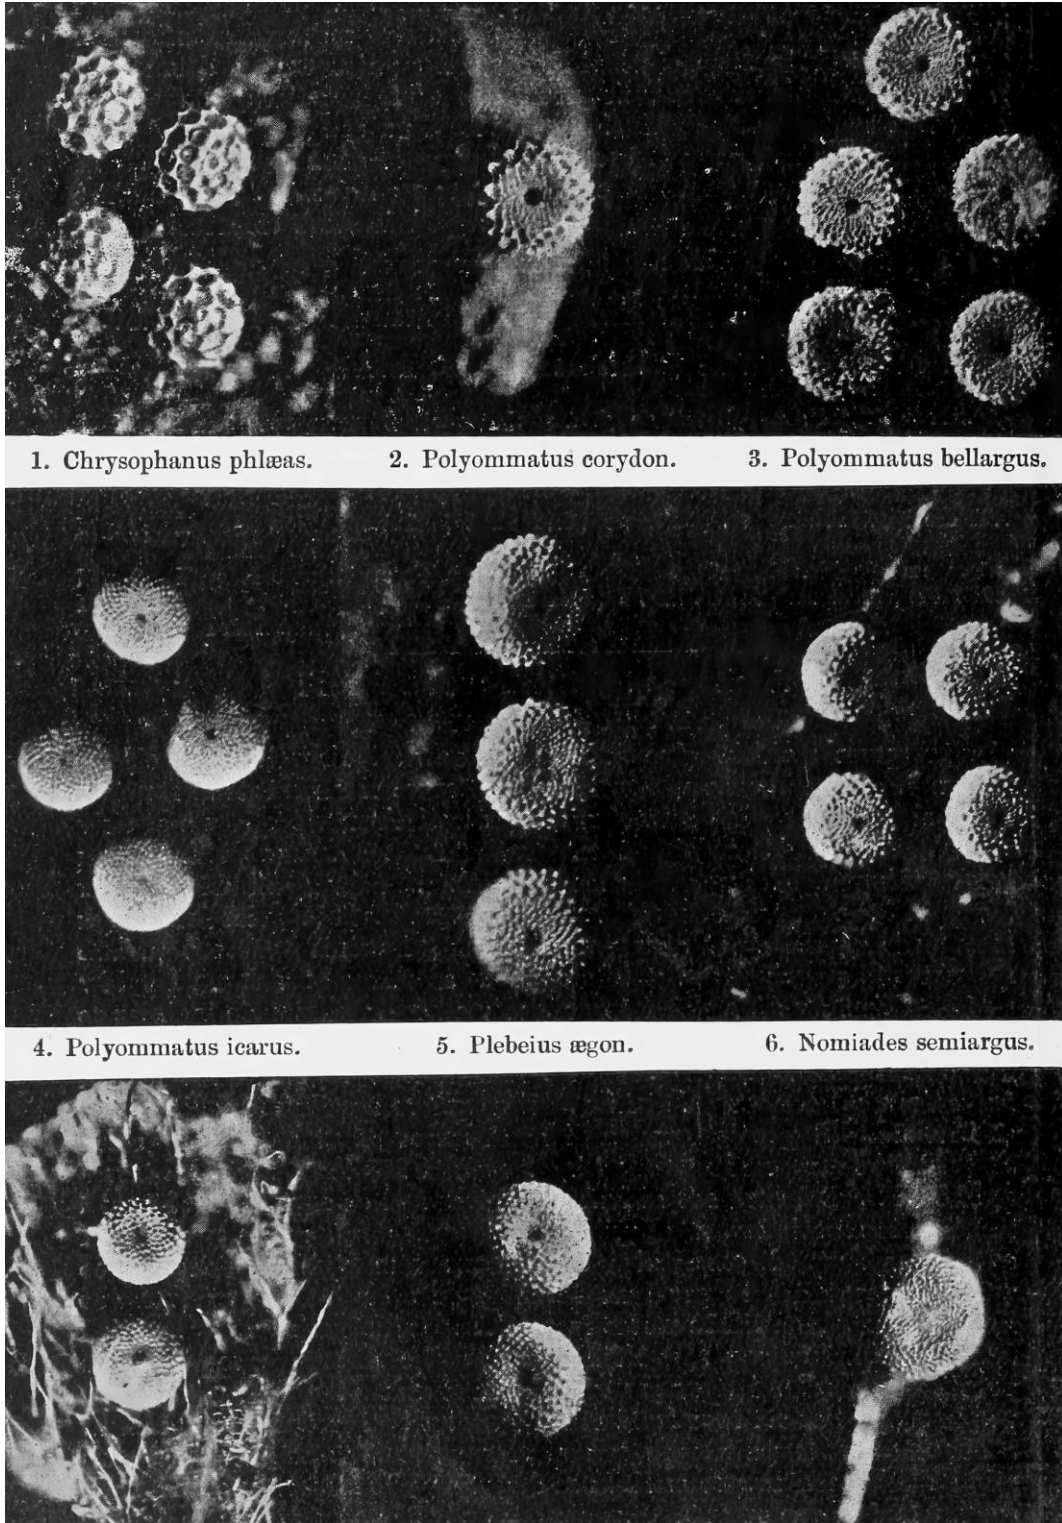 1. Chrysophanus phlæas. 2. Polyommatus corydon. 3. Polyommatus bellargus.
4. Polyommatus icarus. 5. Plebeius ægon. 6. Nomiades semiargus.